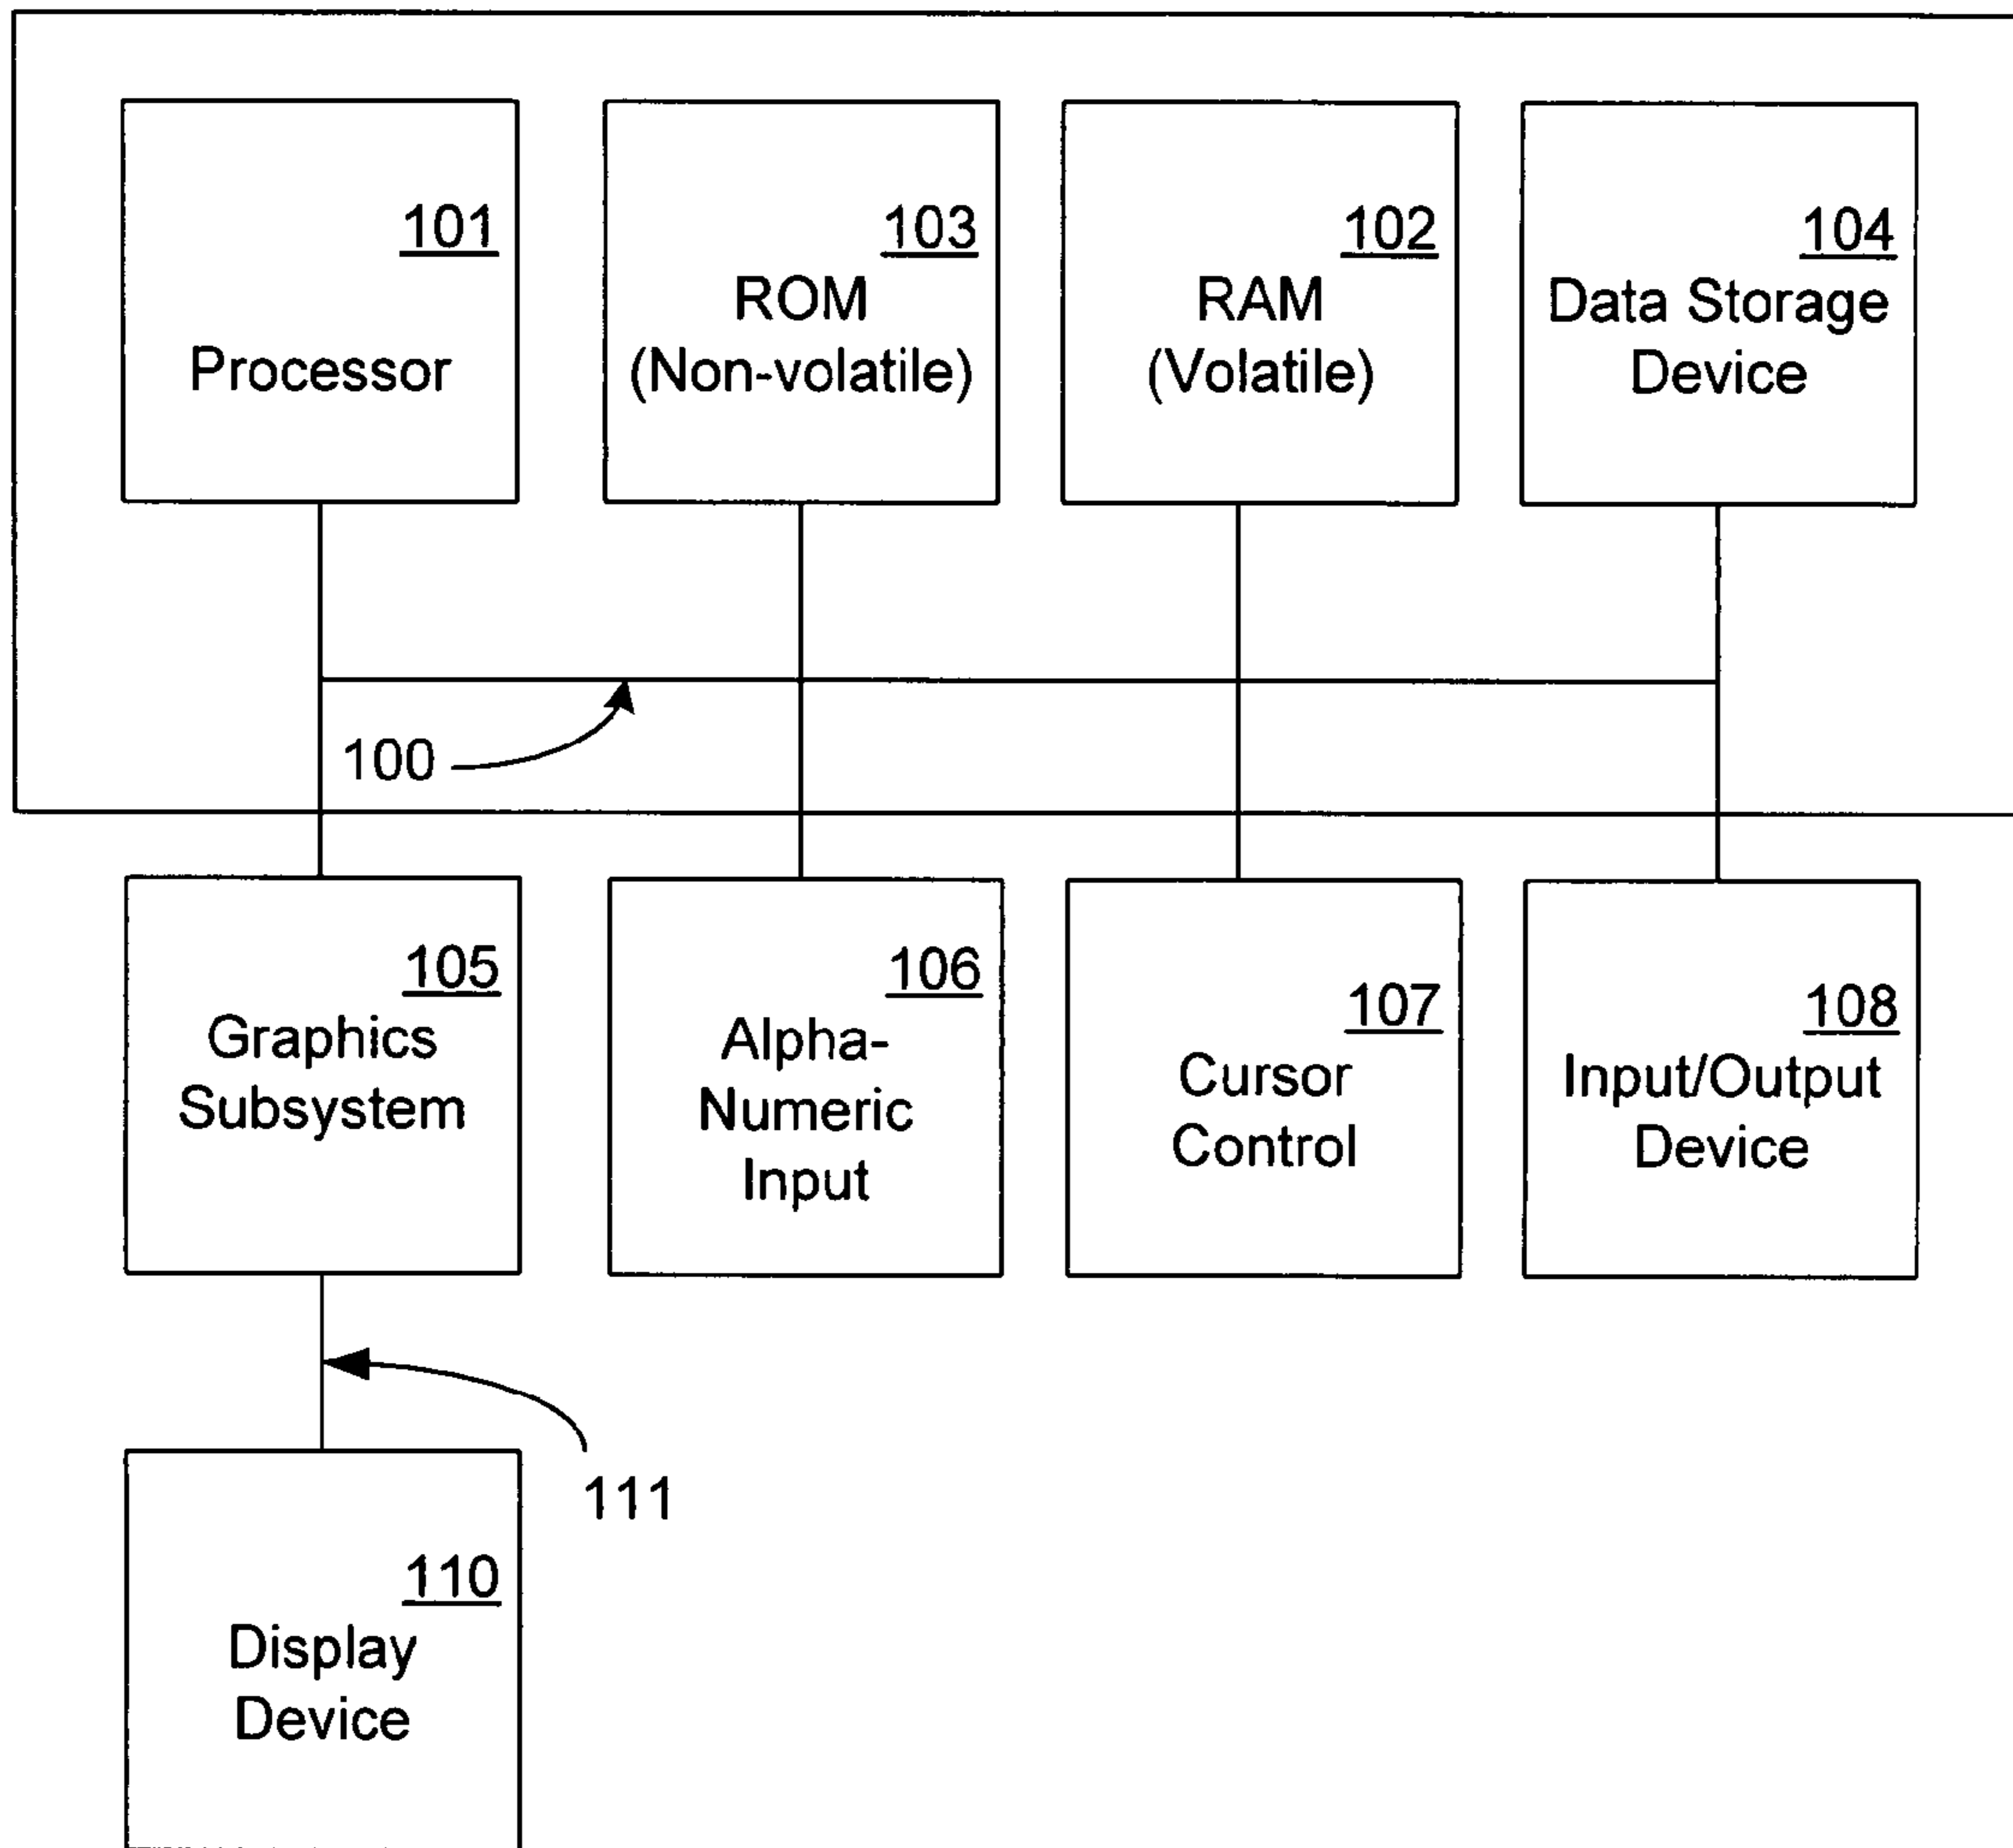 101
Processor
103
ROM
(Non-volatile)
102
RAM
(Volatile)
104
Data Storage
Device
100
105
Graphics
Subsystem
106
Alpha-
Numeric
Input
107
Cursor
Control
108
Input/Output
Device
111
110
Display
Device